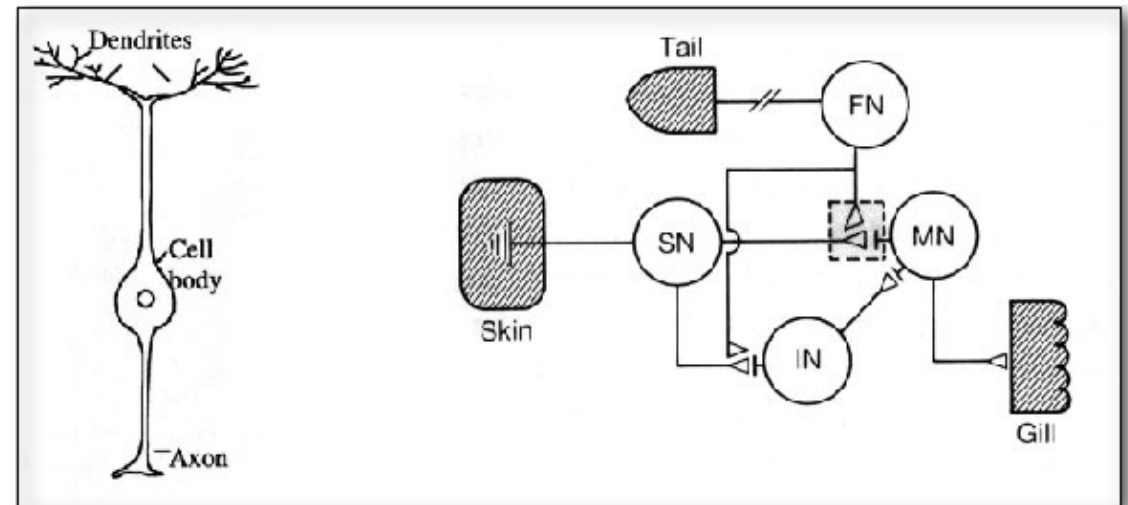 Dendrites
Cell
body
Axon
Tail
FN
SN
MN
Skin
IN
Gill